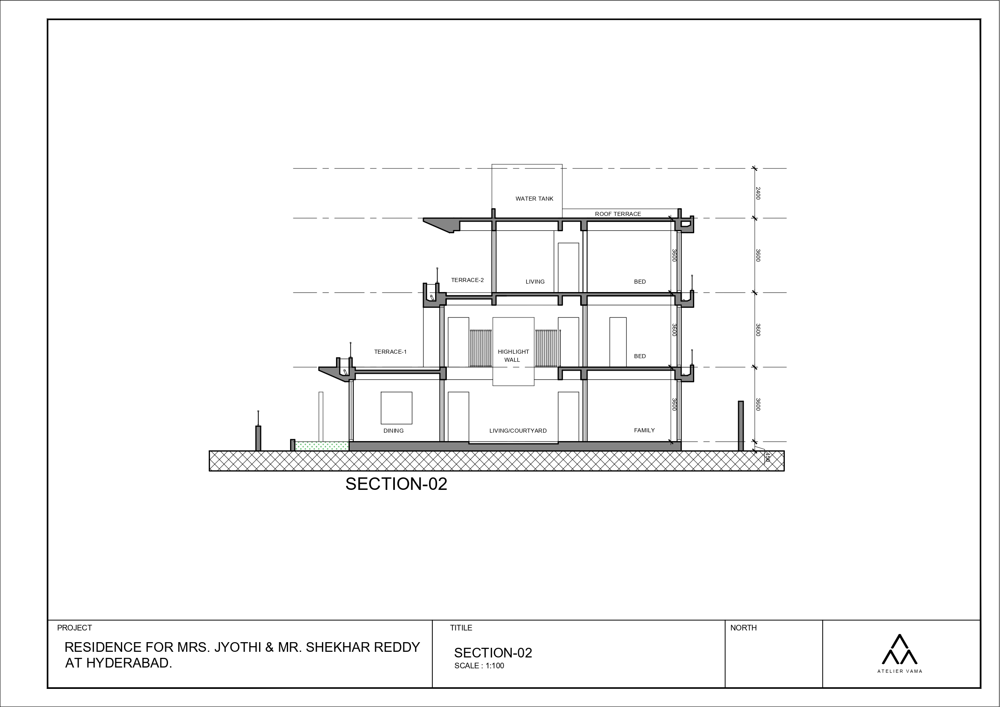 2400
WATER TANK
ROOF TERRACE
3600
3600
TERRACE-2
LIVING
BED
3600
3600
TERRACE-1
HIGHLIGHT
WALL
BED
3600
3600
DINING
LIVING/COURTYARD
FAMILY
450
SECTION-02
PROJECT
RESIDENCE FOR MRS. JYOTHI & MR. SHEKHAR REDDY
AT HYDERABAD.
TITILE
SECTION-02
SCALE : 1:100
NORTH
ATELIER VAMA